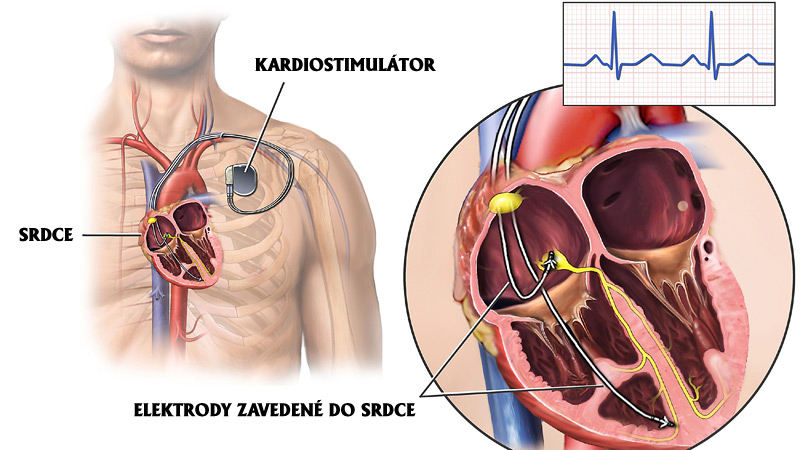 KARDIOSTIMULÁTOR
SRDCE
ELEKTRODY ZAVEDENÉ DO SRDCE